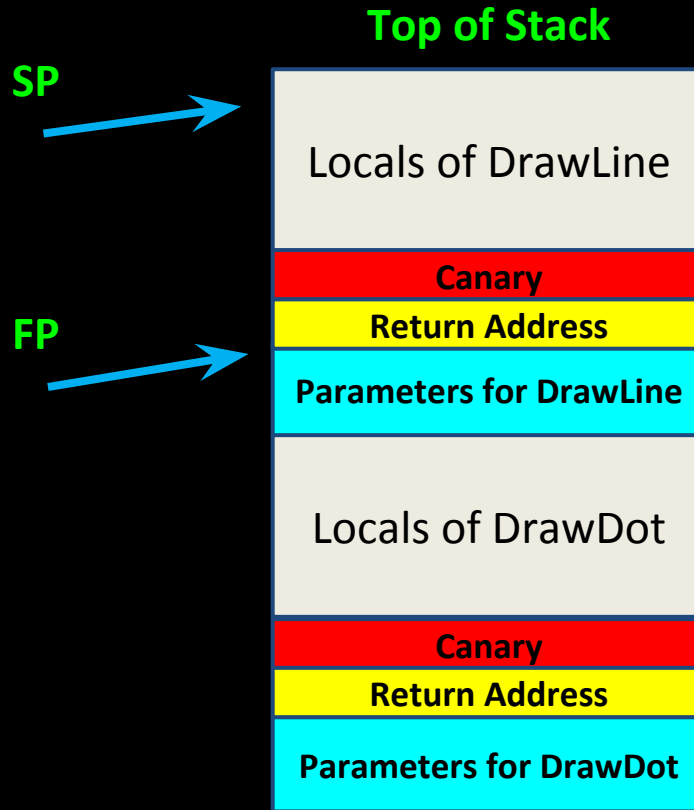 Top of Stack
SP
Locals of DrawLine
Canary
Return Address
FP
Parameters for DrawLine
Locals of DrawDot
Canary
Return Address
Parameters for DrawDot